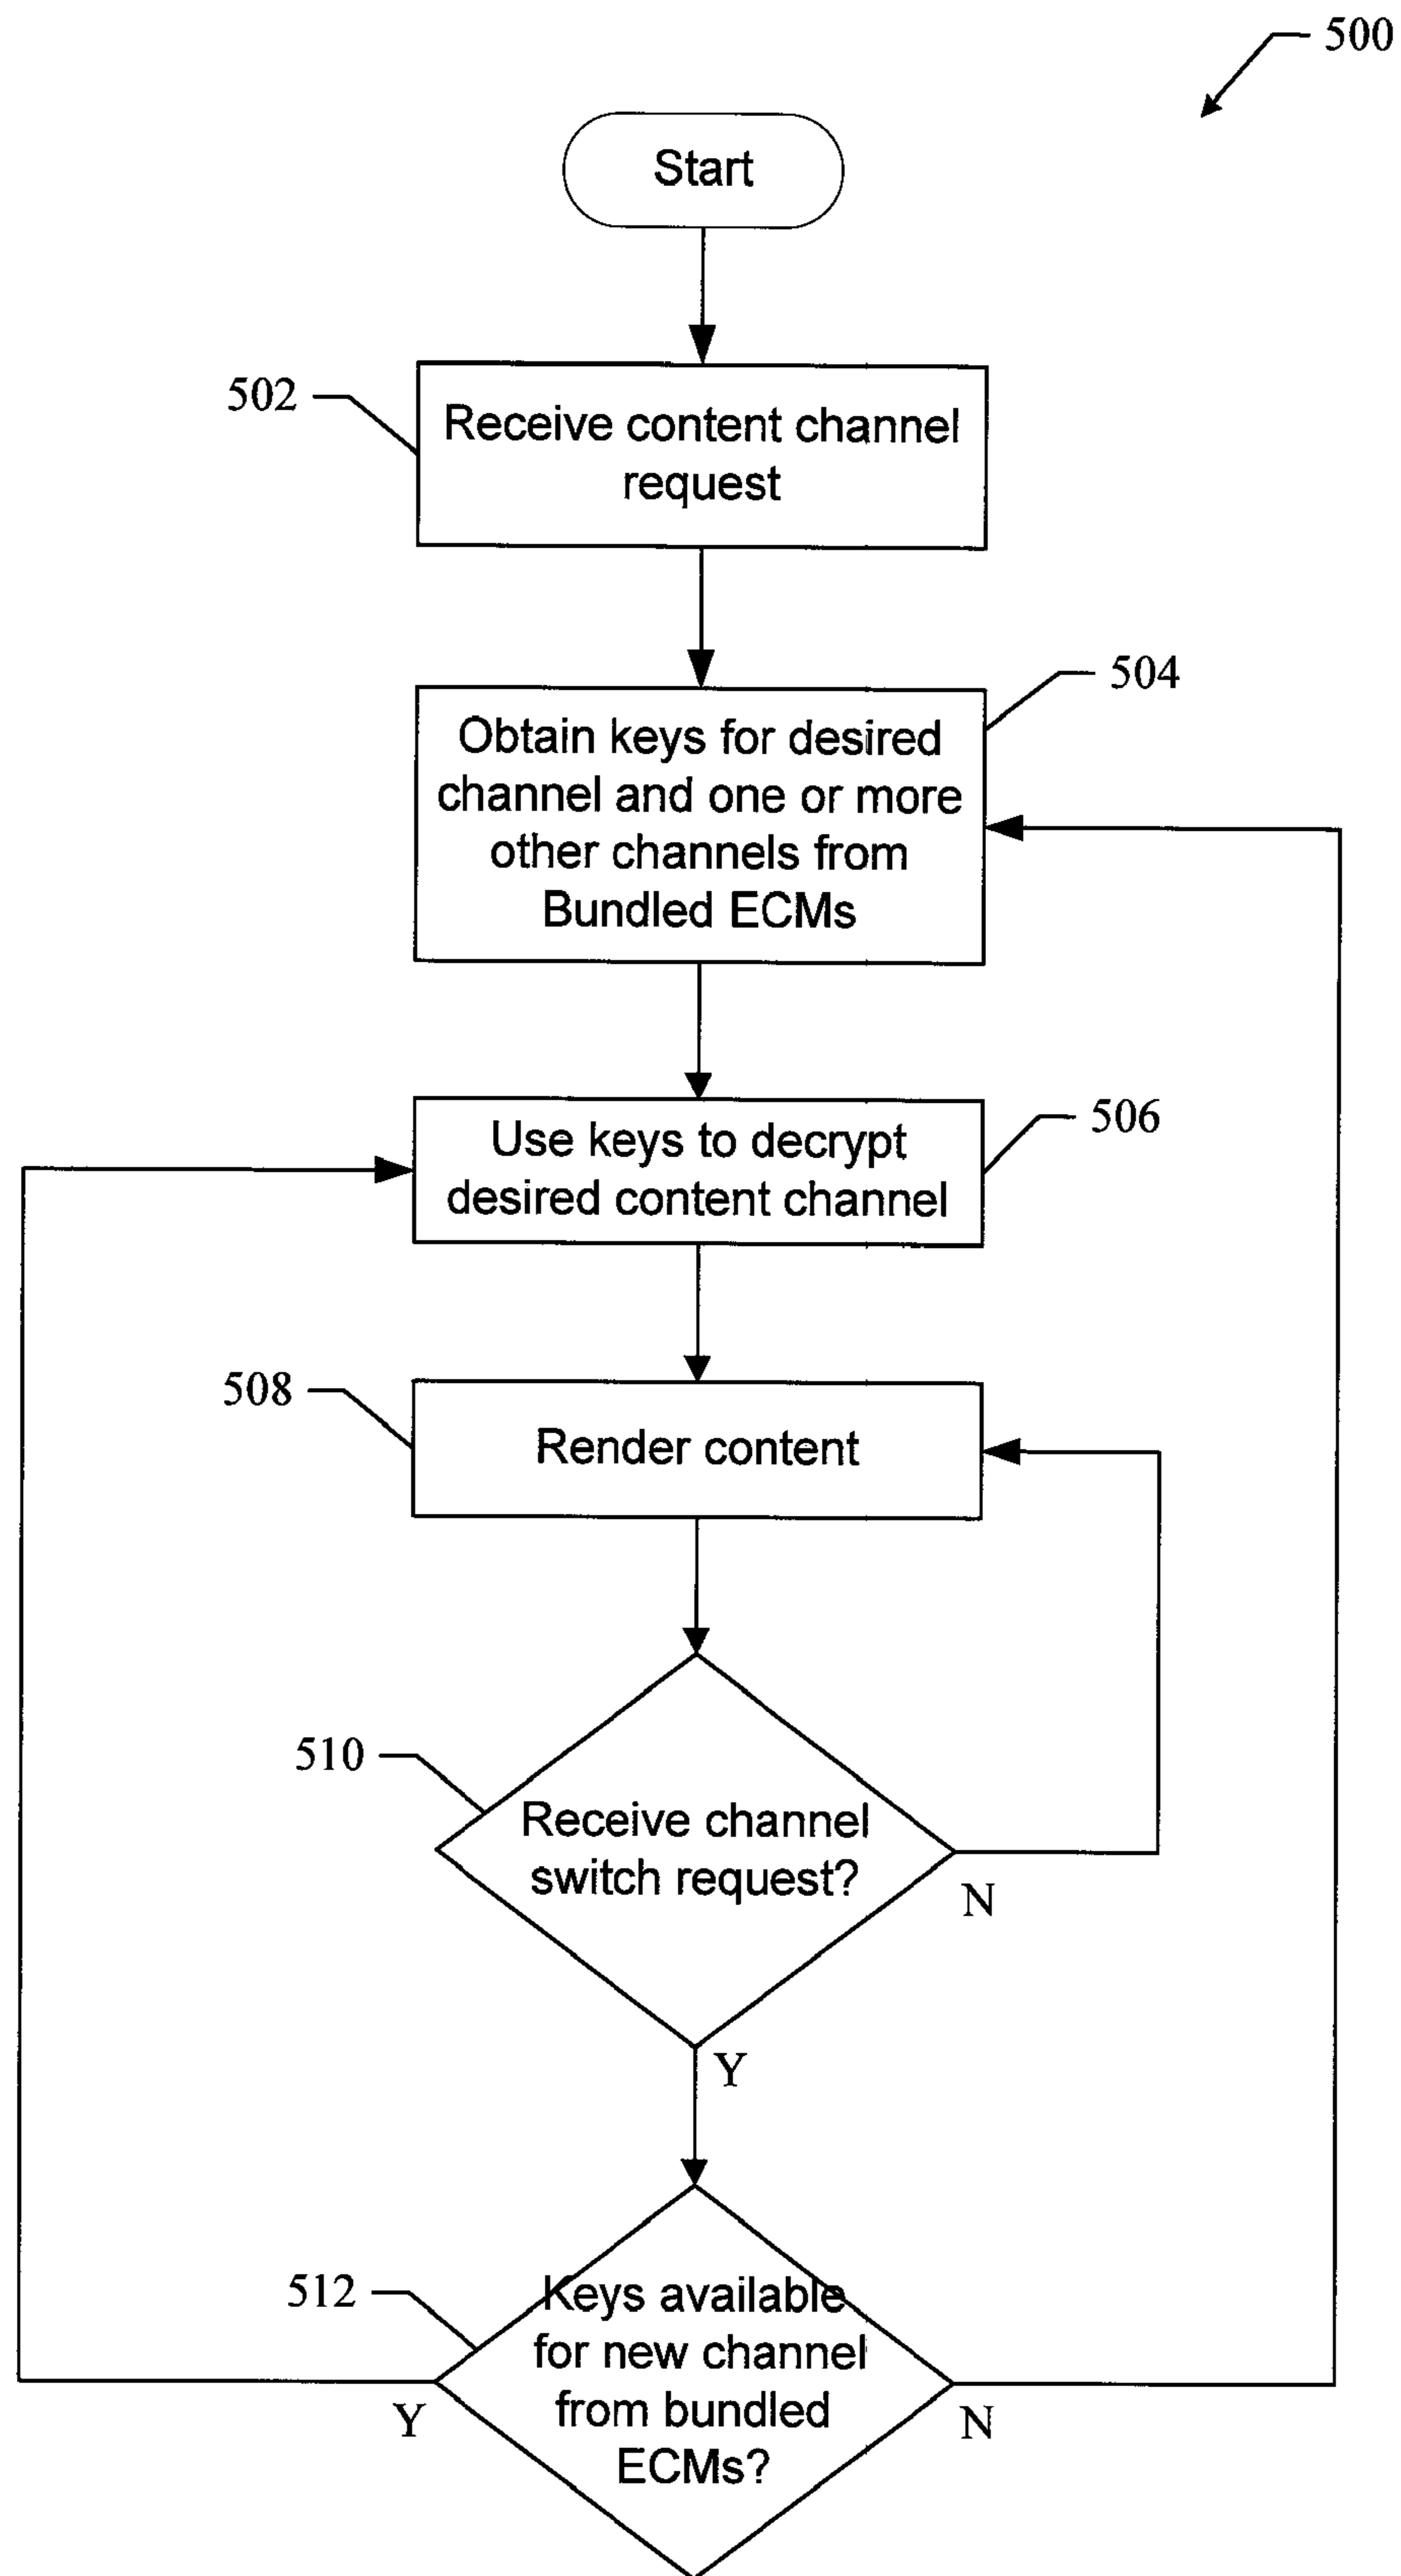 500
Start
502
Receive content channel
request
504
Obtain keys for desired
channel and one or more
other channels from
Bundled ECMs
506
Use keys to decrypt
desired content channel
508
Render content
510
Receive channel
switch request?
N
Y
512
Keys available
for new channel
from bundled
ECMs?
Y
N